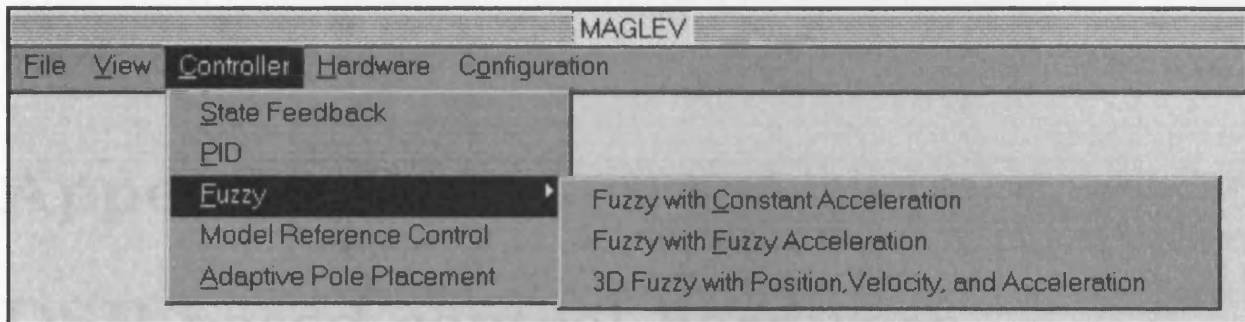 MAGLEV
File View Controller Hardware Configuration
State Feedback
PID
Fuzzy
Model Reference Control
Adaptive Pole Placement
Fuzzy with Constant Acceleration
Fuzzy with Fuzzy Acceleration
3D Fuzzy with Position,Velocity, and Acceleration